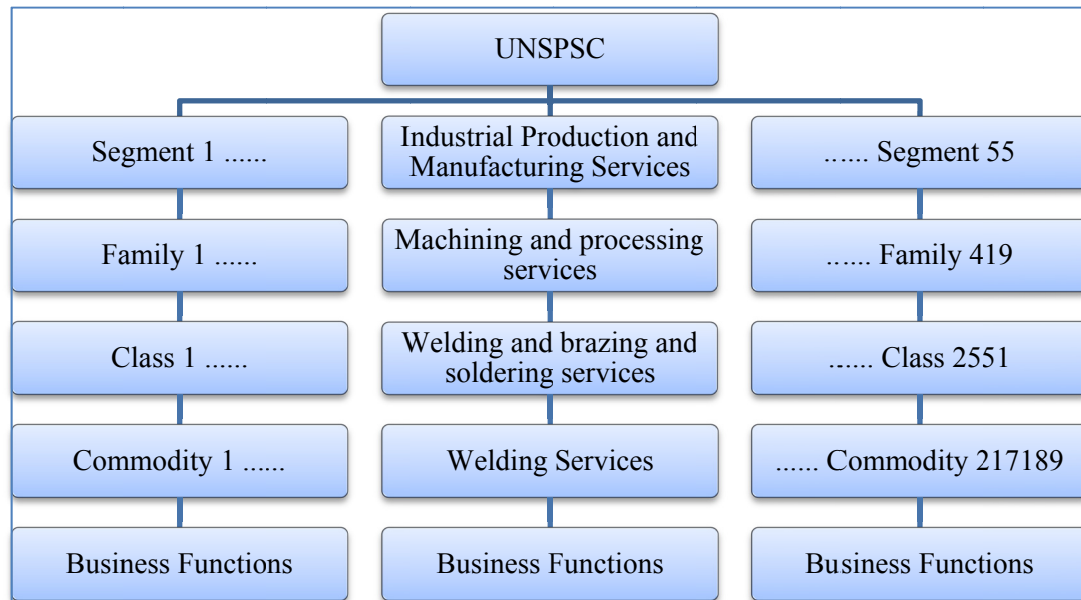 UNSPSC
Segment 1 ......
Industrial Production and
Manufacturing Services
...... Segment 55
Family 1 ......
Machining and processing
services
...... Family 419
Class 1 ......
Welding and brazing and
soldering services
...... Class 2551
Commodity 1 ......
Welding Services
...... Commodity 217189
Business Functions
Business Functions
Business Functions